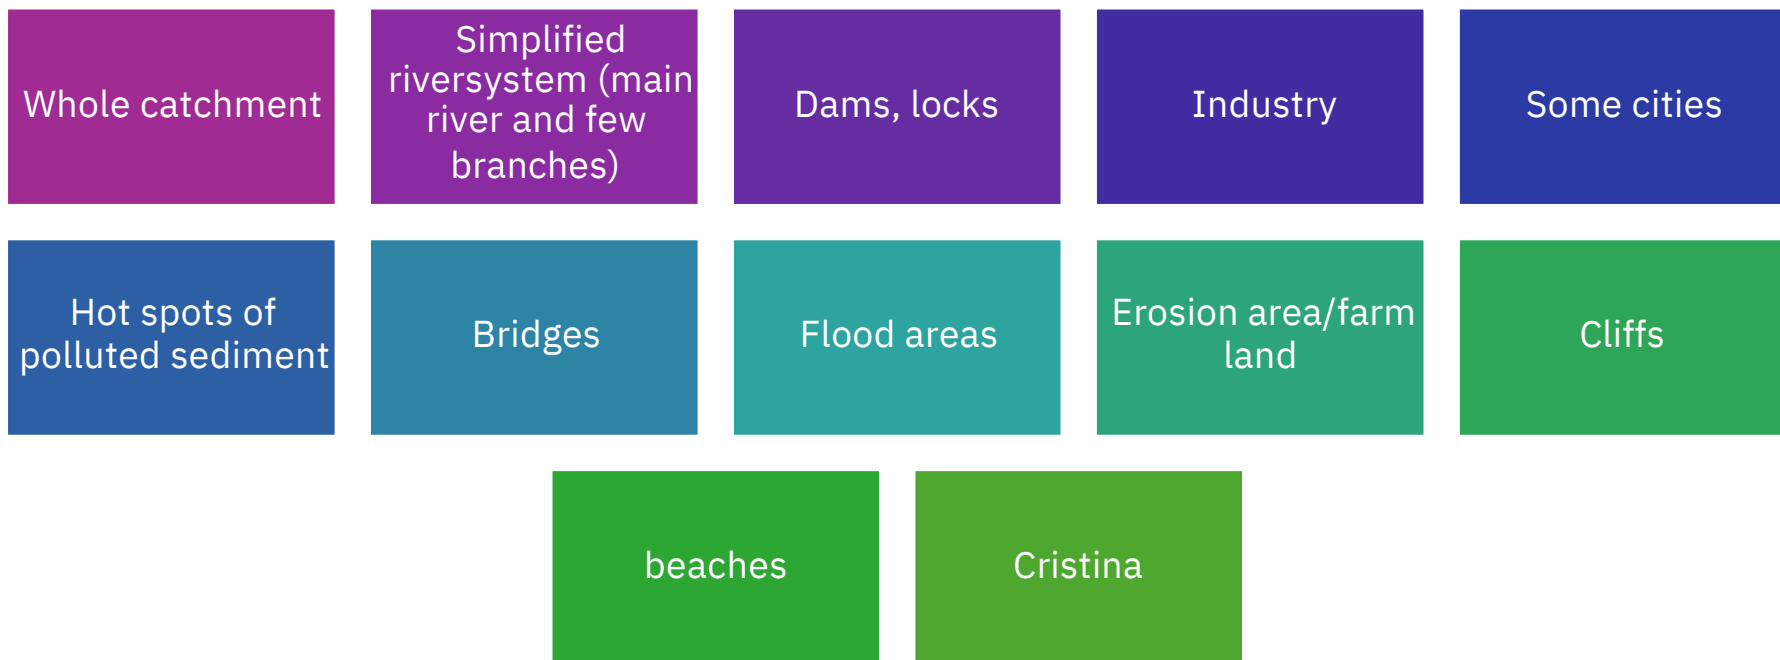 Whole catchment
Simplified
riversystem (main
river and few
branches)
Dams, locks
Industry
Some cities
Hot spots of
polluted sediment
Bridges
Flood areas
Erosion area/farm
land
Cliffs
beaches
Cristina